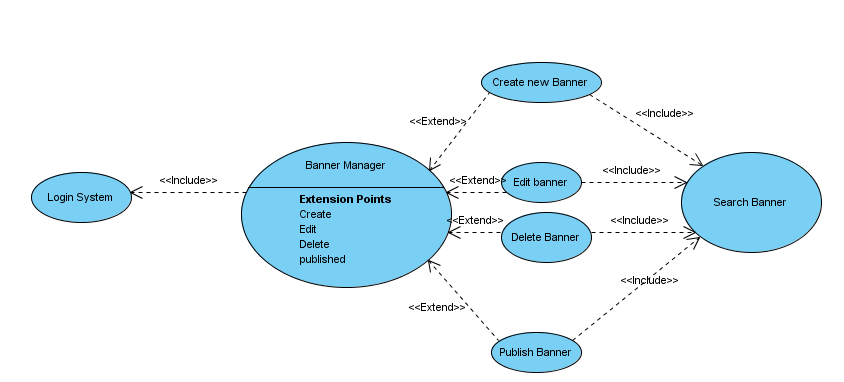 Create new Banner
<<Extend>>
<<Include>>
Banner Manager
<<Include>>
<<Extend>>
Edit banner
<<Include>>
Login System
Extension Points
Create
Edit
Delete
published
Search Banner
<<Extend>>
Delete Banner
<<Include>>
<<Include>>
<<Extend>>
Publish Banner